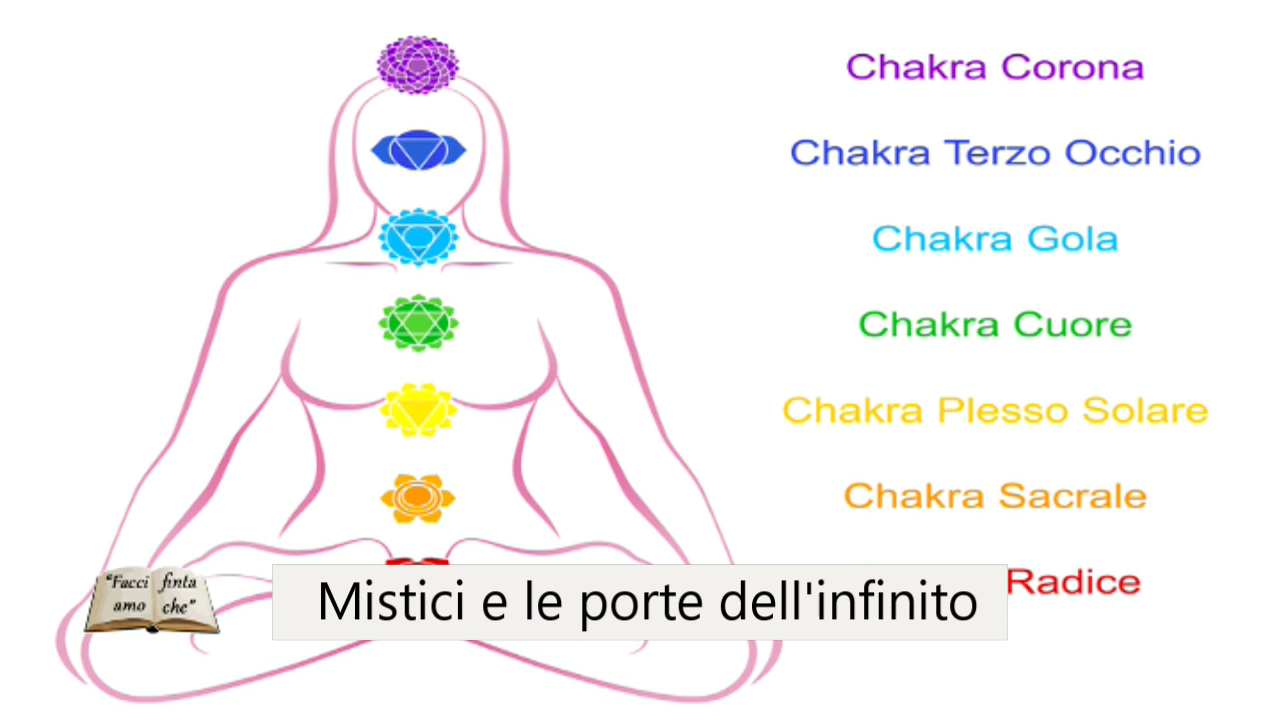 Chakra Corona
Chakra Terzo Occhio
Chakra Gola
Chakra Cuore
Chakra Plesso Solare
Chakra Sacrale
Radice
"Facci finta
amo che"
Mistici e le porte dell'infinito